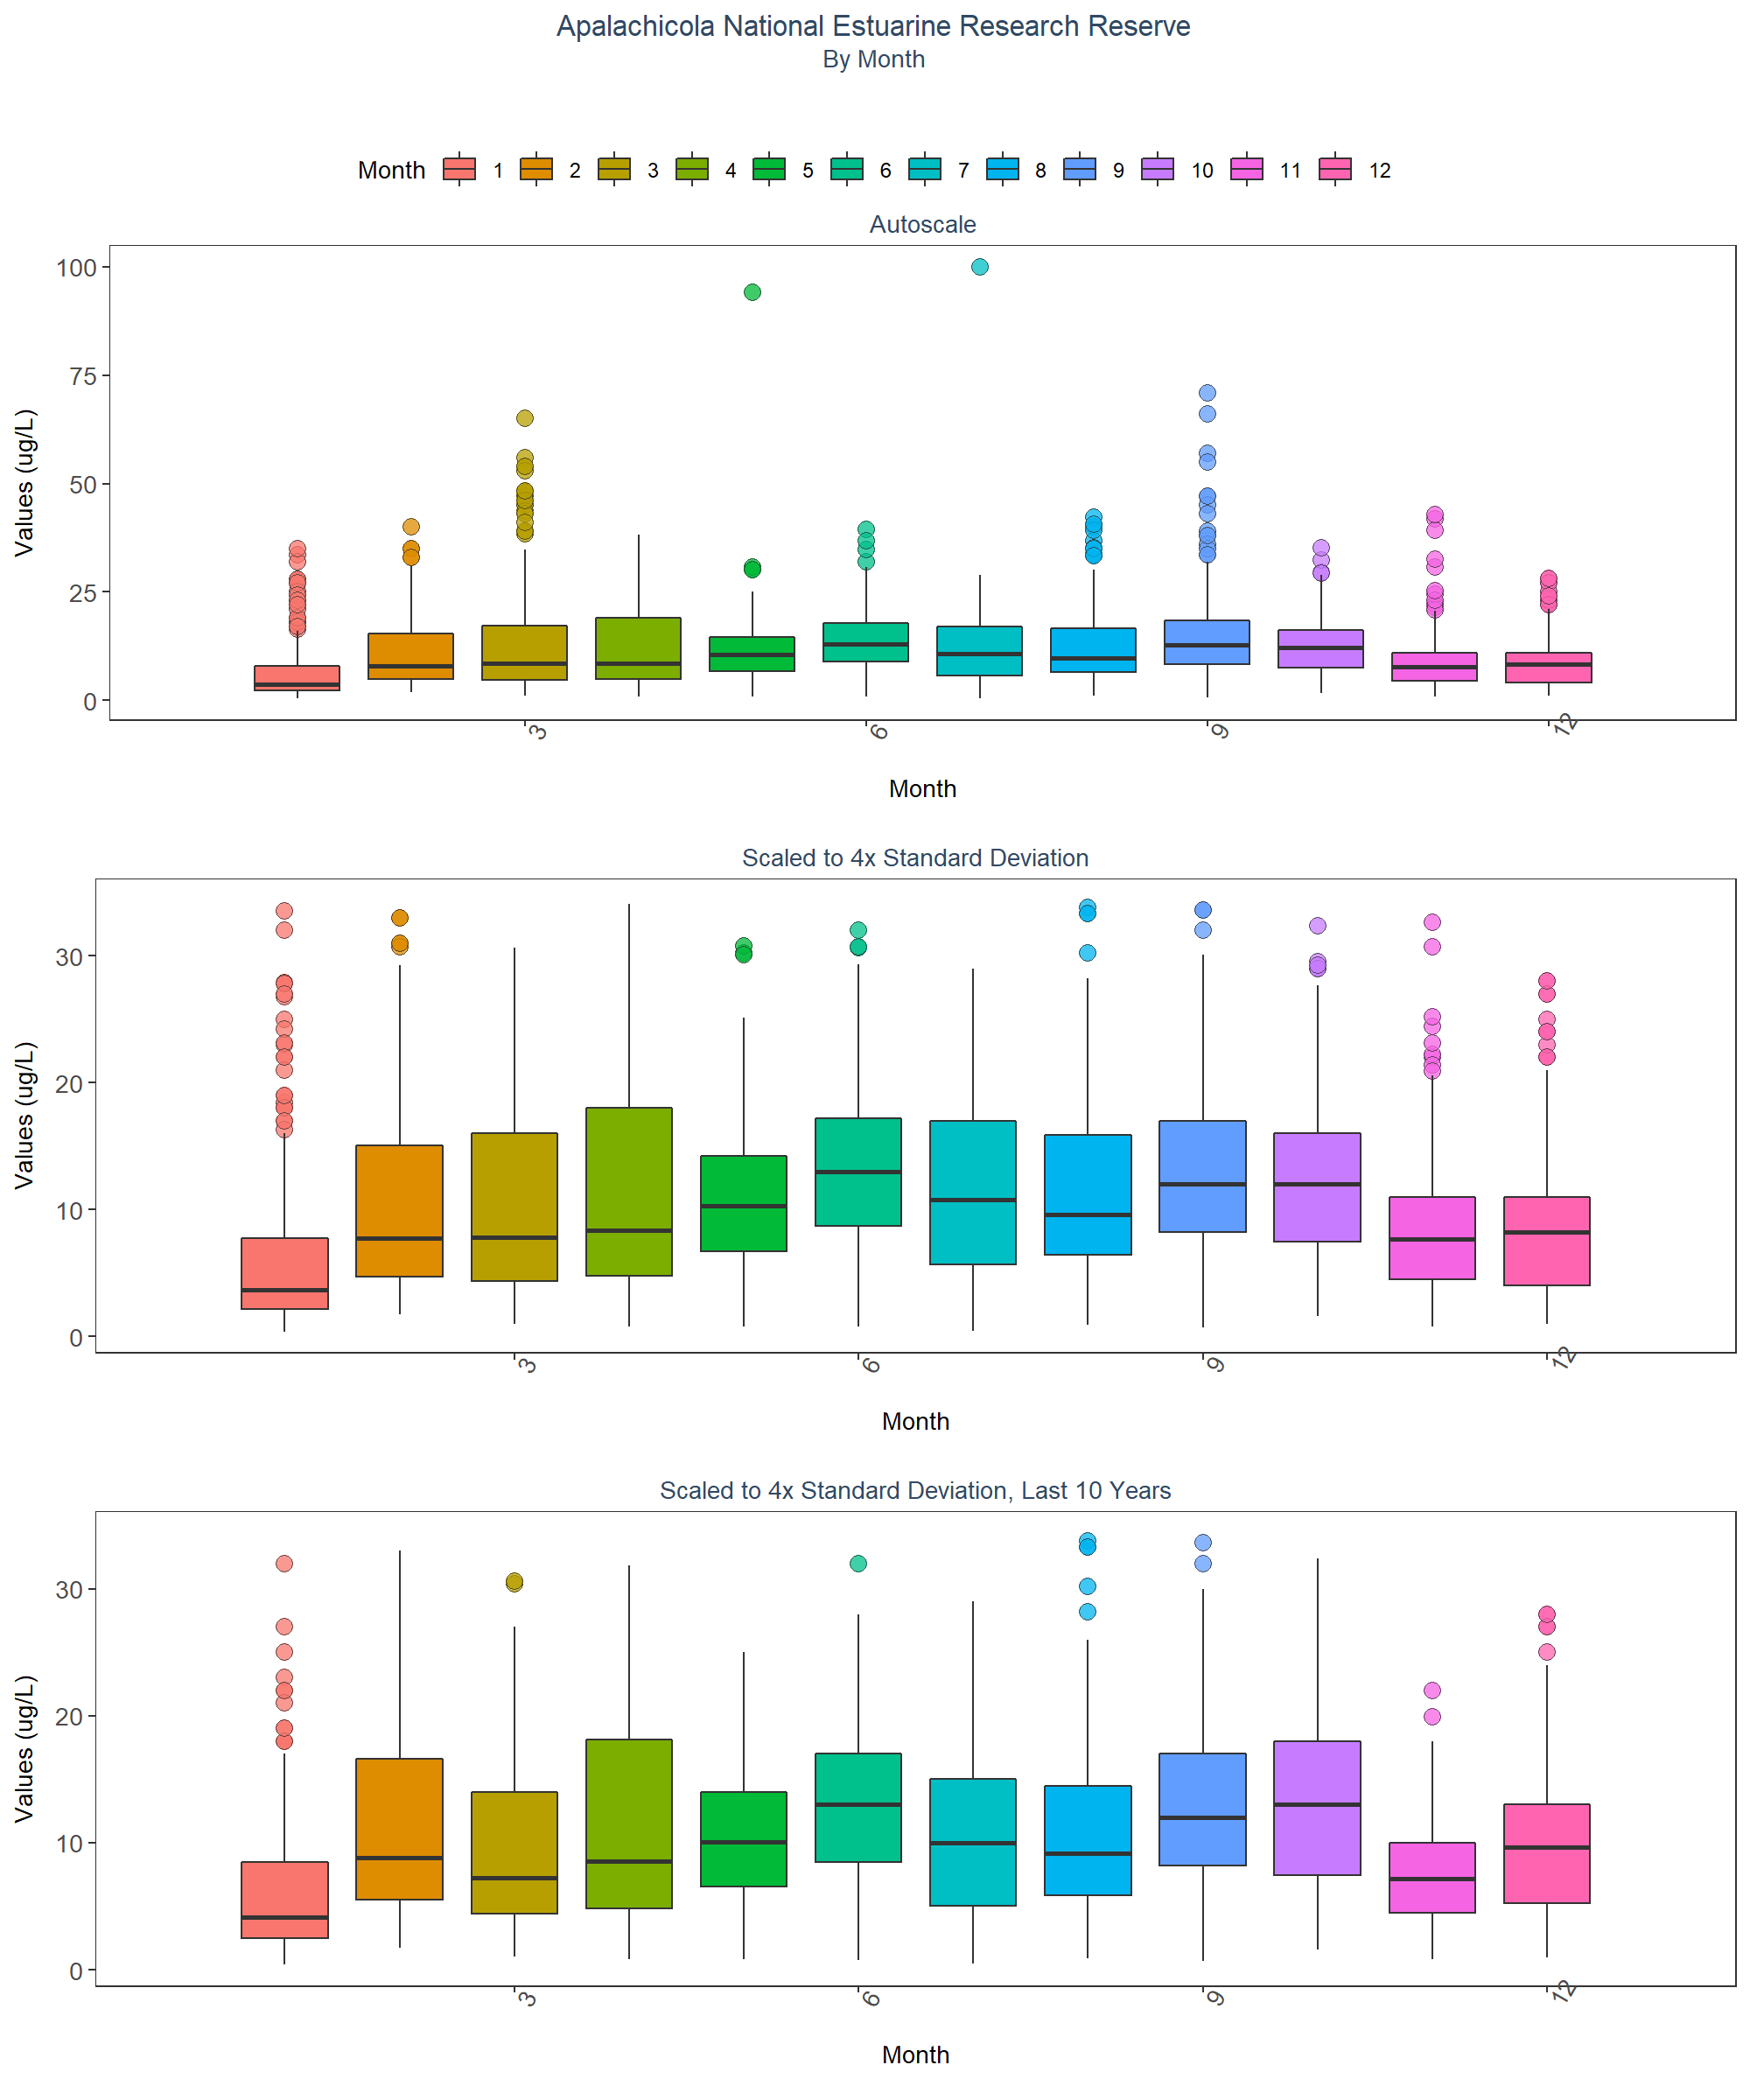 Apalachicola National Estuarine Research Reserve
By Month
Month 1 2 3 4 5 6 7 8 9 10 11 12
Autoscale
Values (ug/L)
100
75
50
25
0
3 6 9 12
Month
Scaled to 4x Standard Deviation
Values (ug/L)
30
20
10
0
3 6 9 12
Month
Scaled to 4x Standard Deviation, Last 10 Years
Values (ug/L)
30
20
10
0
3 6 9 12
Month